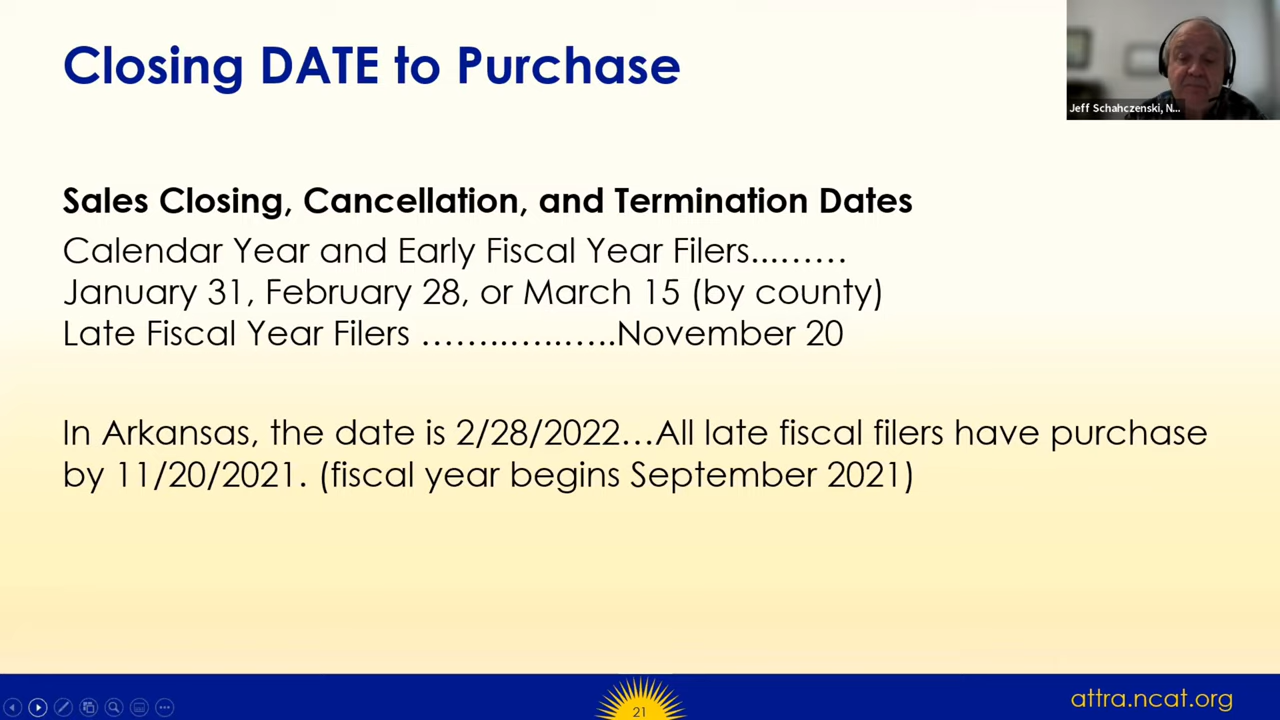 Closing DATE to Purchase
Jeff Schahczenski, N...
Sales Closing, Cancellation, and Termination Dates
Calendar Year and Early Fiscal Year Filers...……
January 31, February 28, or March 15 (by county)
Late Fiscal Year Filers ……..…..…..November 20
In Arkansas, the date is 2/28/2022…All late fiscal filers have purchase
by 11/20/2021. (fiscal year begins September 2021)
21
attra.ncat.org